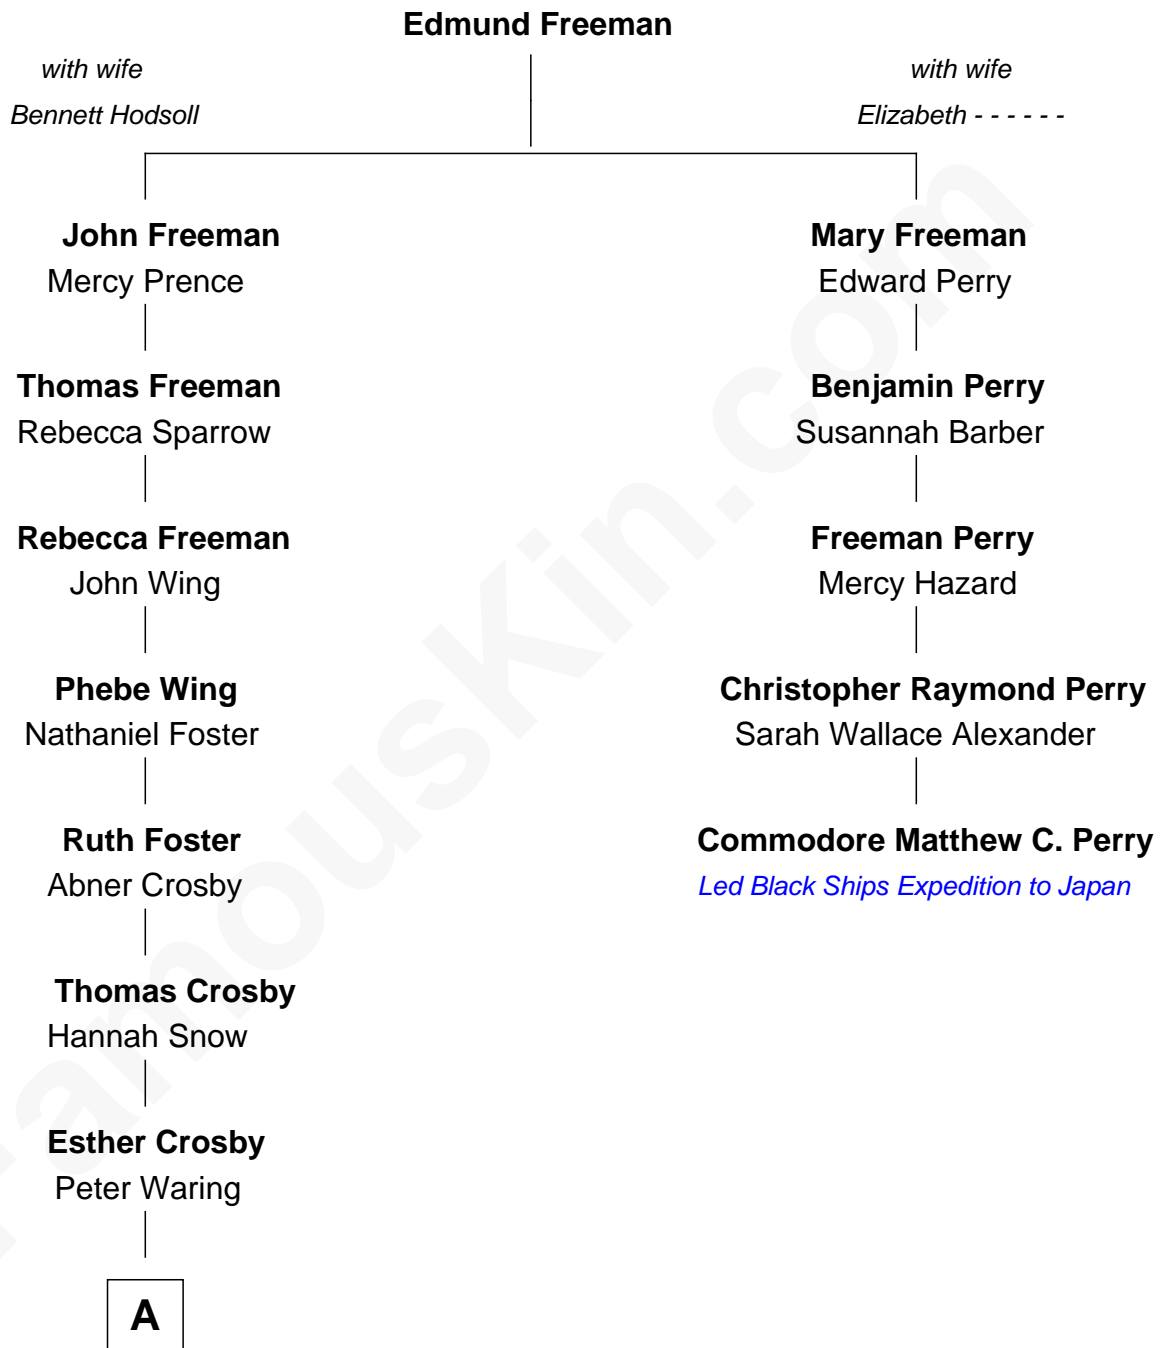 Edmund Freeman
with wife
Bennett Hodsoll
with wife
Elizabeth - - - - - -
John Freeman
Mercy Prence
Mary Freeman
Edward Perry
Thomas Freeman
Rebecca Sparrow
Benjamin Perry
Susannah Barber
Rebecca Freeman
John Wing
Freeman Perry
Mercy Hazard
Phebe Wing
Nathaniel Foster
Christopher Raymond Perry
Sarah Wallace Alexander
Ruth Foster
Abner Crosby
Commodore Matthew C. Perry
Led Black Ships Expedition to Japan
Thomas Crosby
Hannah Snow
Esther Crosby
Peter Waring
A
FamousKin.com